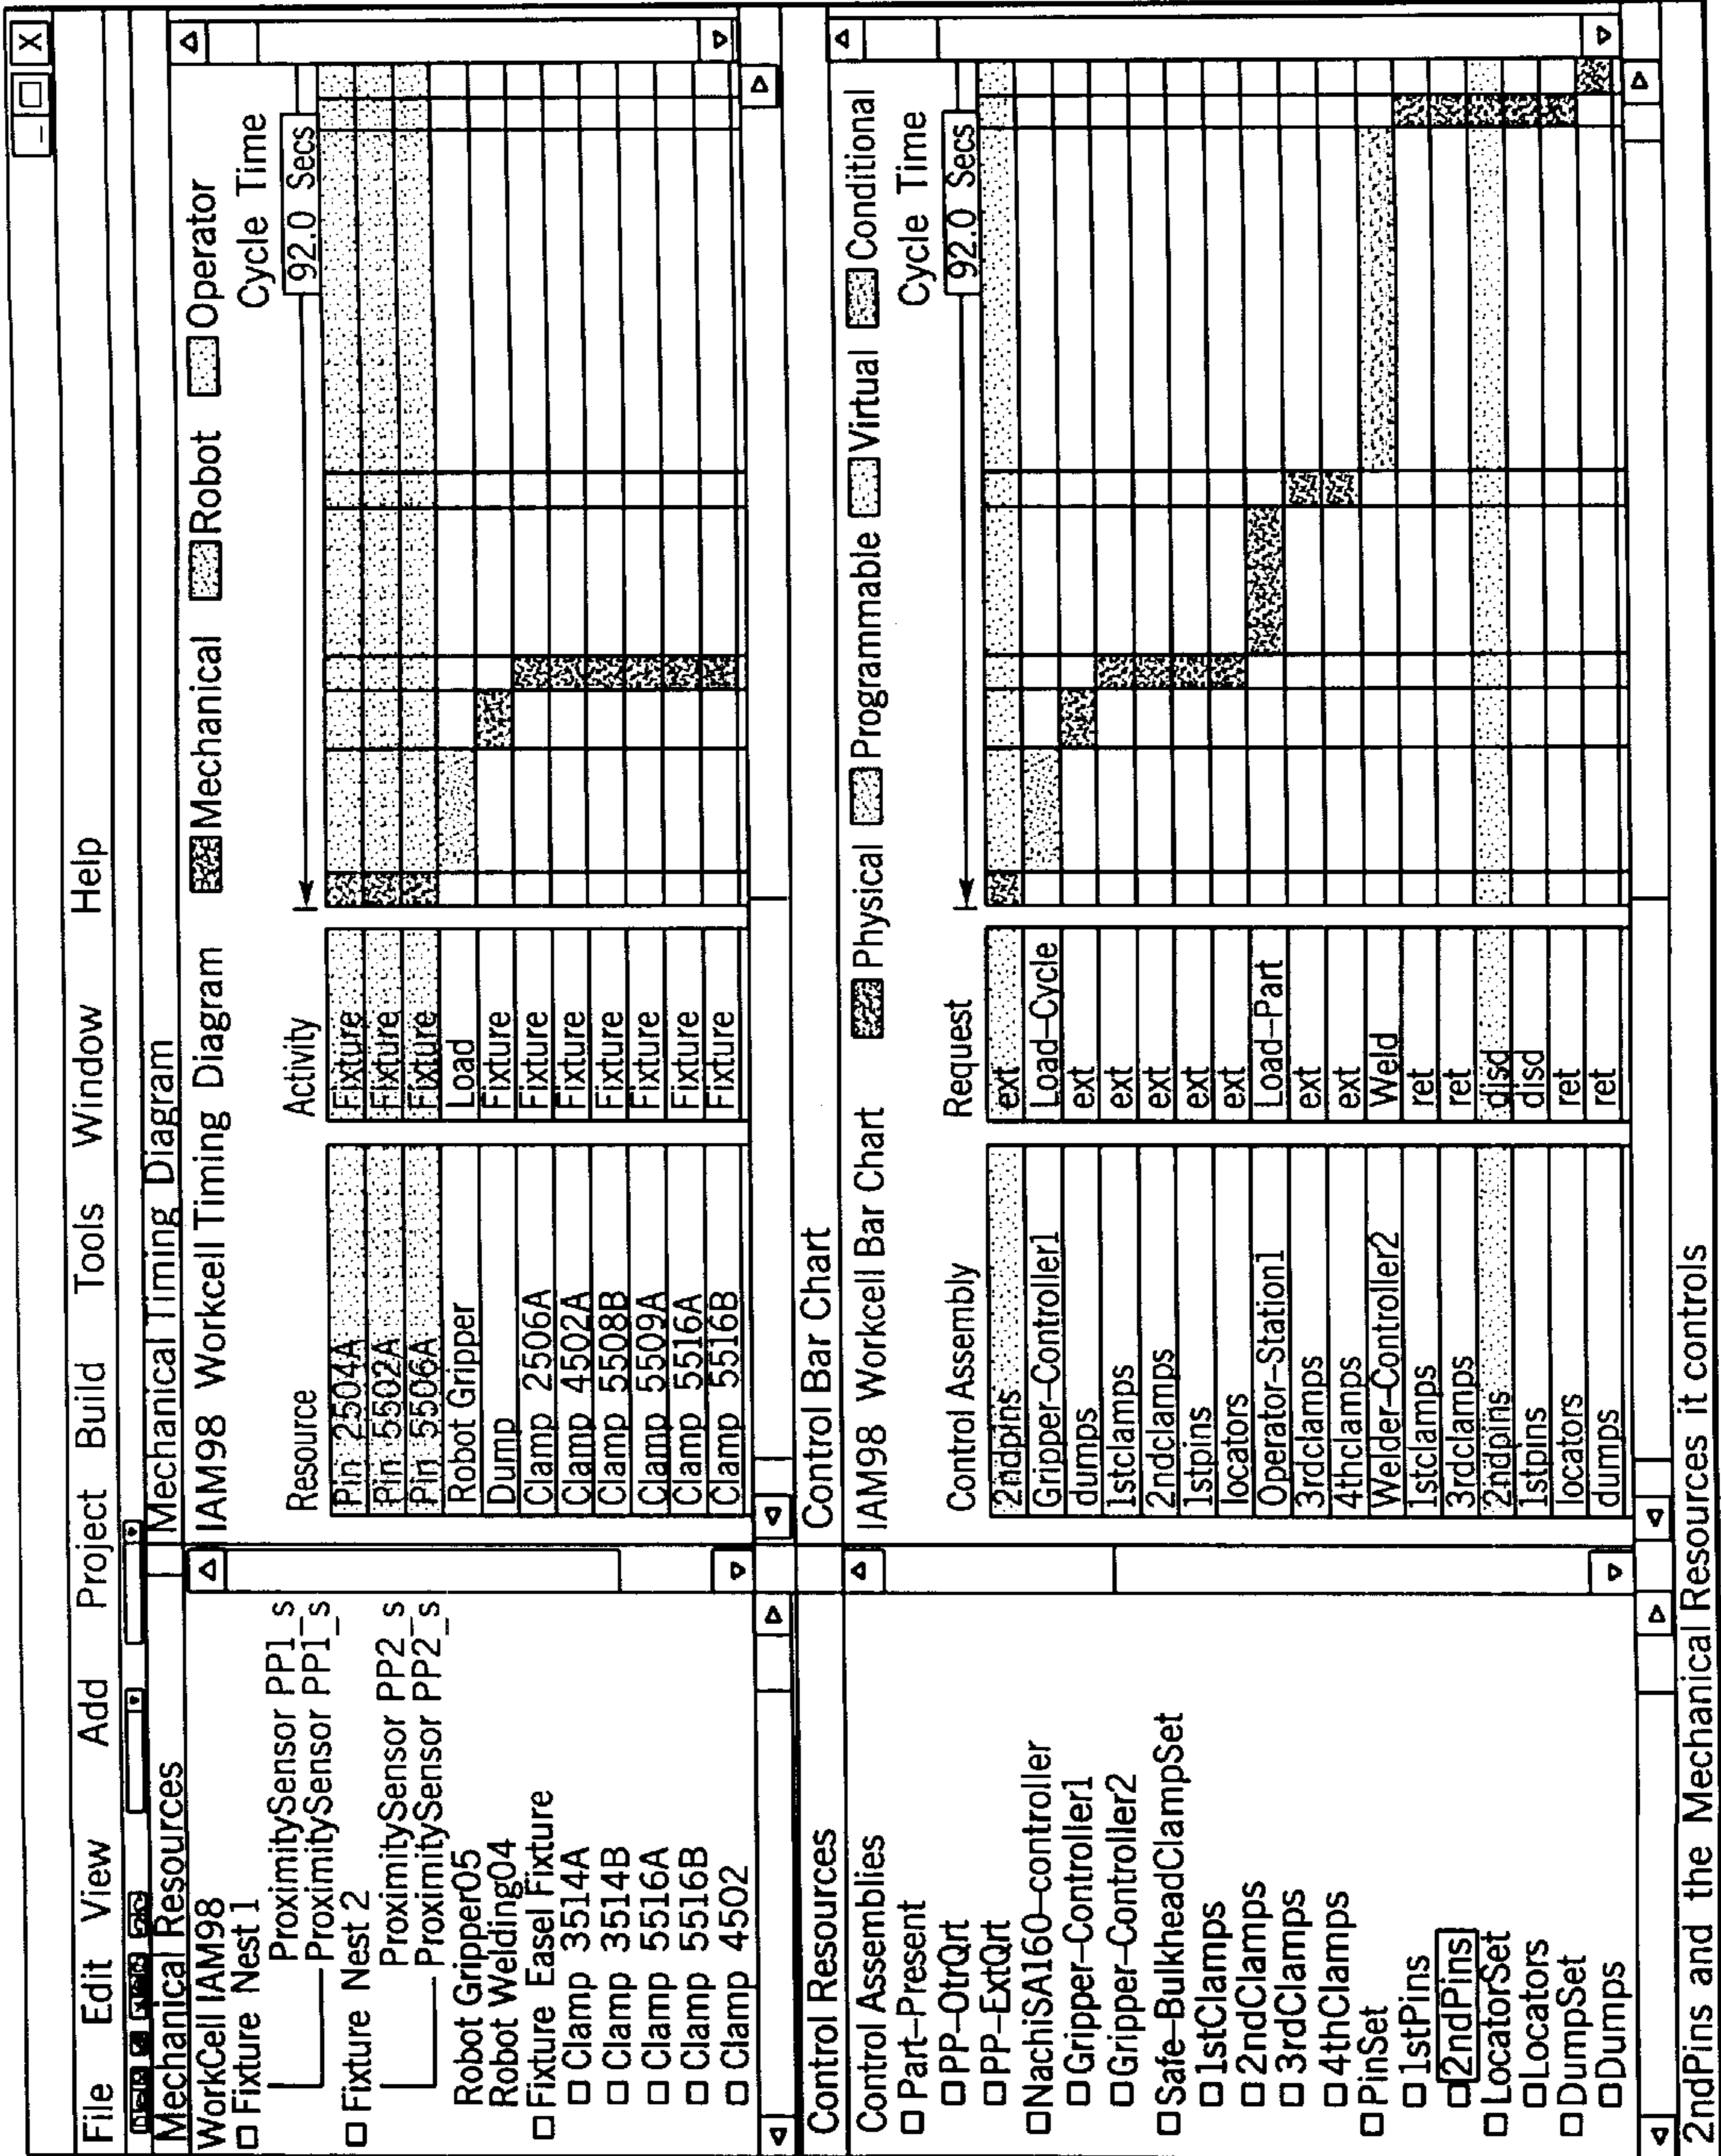 X
File Edit View Add Project Build Tools Window Help
Mechanical Resources
WorkCell IAM98
Fixture Nest 1
ProximitySensor PP1_s
ProximitySensor PP1_s
Fixture Nest 2
ProximitySensor PP2_s
ProximitySensor PP2_s
Robot Gripper05
Robot Welding04
Fixture Easel Fixture
Clamp 3514A
Clamp 3514B
Clamp 5516A
Clamp 5516B
Clamp 4502
Mechanical Timing Diagram
IAM98 Workcell Timing Diagram Mechanical Robot Operator
Cycle Time
Resource Activity 92.0 Secs
Pin 2504A Fixture
Pin 5502A Fixture
Pin 5506A Fixture
Robot Gripper Load
Dump Fixture
Clamp 2506A Fixture
Clamp 4502A Fixture
Clamp 5508B Fixture
Clamp 5509A Fixture
Clamp 5516A Fixture
Clamp 5516B Fixture
Control Resources
Control Assemblies
Part-Present
PP-OtrQrt
PP-ExtQrt
NachiSA160-controller
Gripper-Controller1
Gripper-Controller2
Safe-BulkheadClampSet
1stClamps
2ndClamps
3rdClamps
4thClamps
PinSet
1stPins
2ndPins
LocatorSet
Locators
DumpSet
Dumps
Control Bar Chart
IAM98 Workcell Bar Chart Physical Programmable Virtual Conditional
Cycle Time
Control Assembly Request 92.0 Secs
2ndpins ext
Gripper-Controller1 Load-Cycle
dumps ext
1stclamps ext
2ndclamps ext
1stpins ext
locators ext
Operator-Station1 Load-Part
3rdclamps ext
4thclamps ext
Welder-Controller2 Weld
1stclamps ret
3rdclamps ret
2ndpins disd
1stpins disd
locators ret
dumps ret
2ndPins and the Mechanical Resources it controls